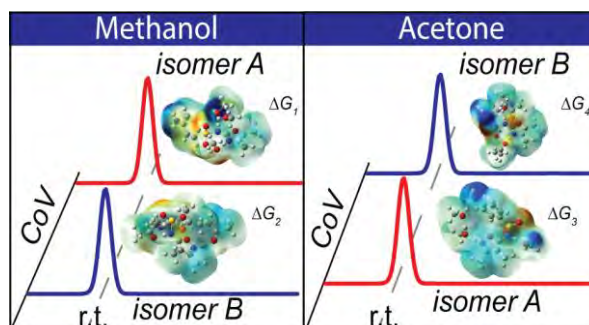 Methanol
isomer A
ΔG1
CoV
ΔG2
isomer B
r.t.
Acetone
isomer B
ΔG4
CoV
ΔG3
isomer A
r.t.